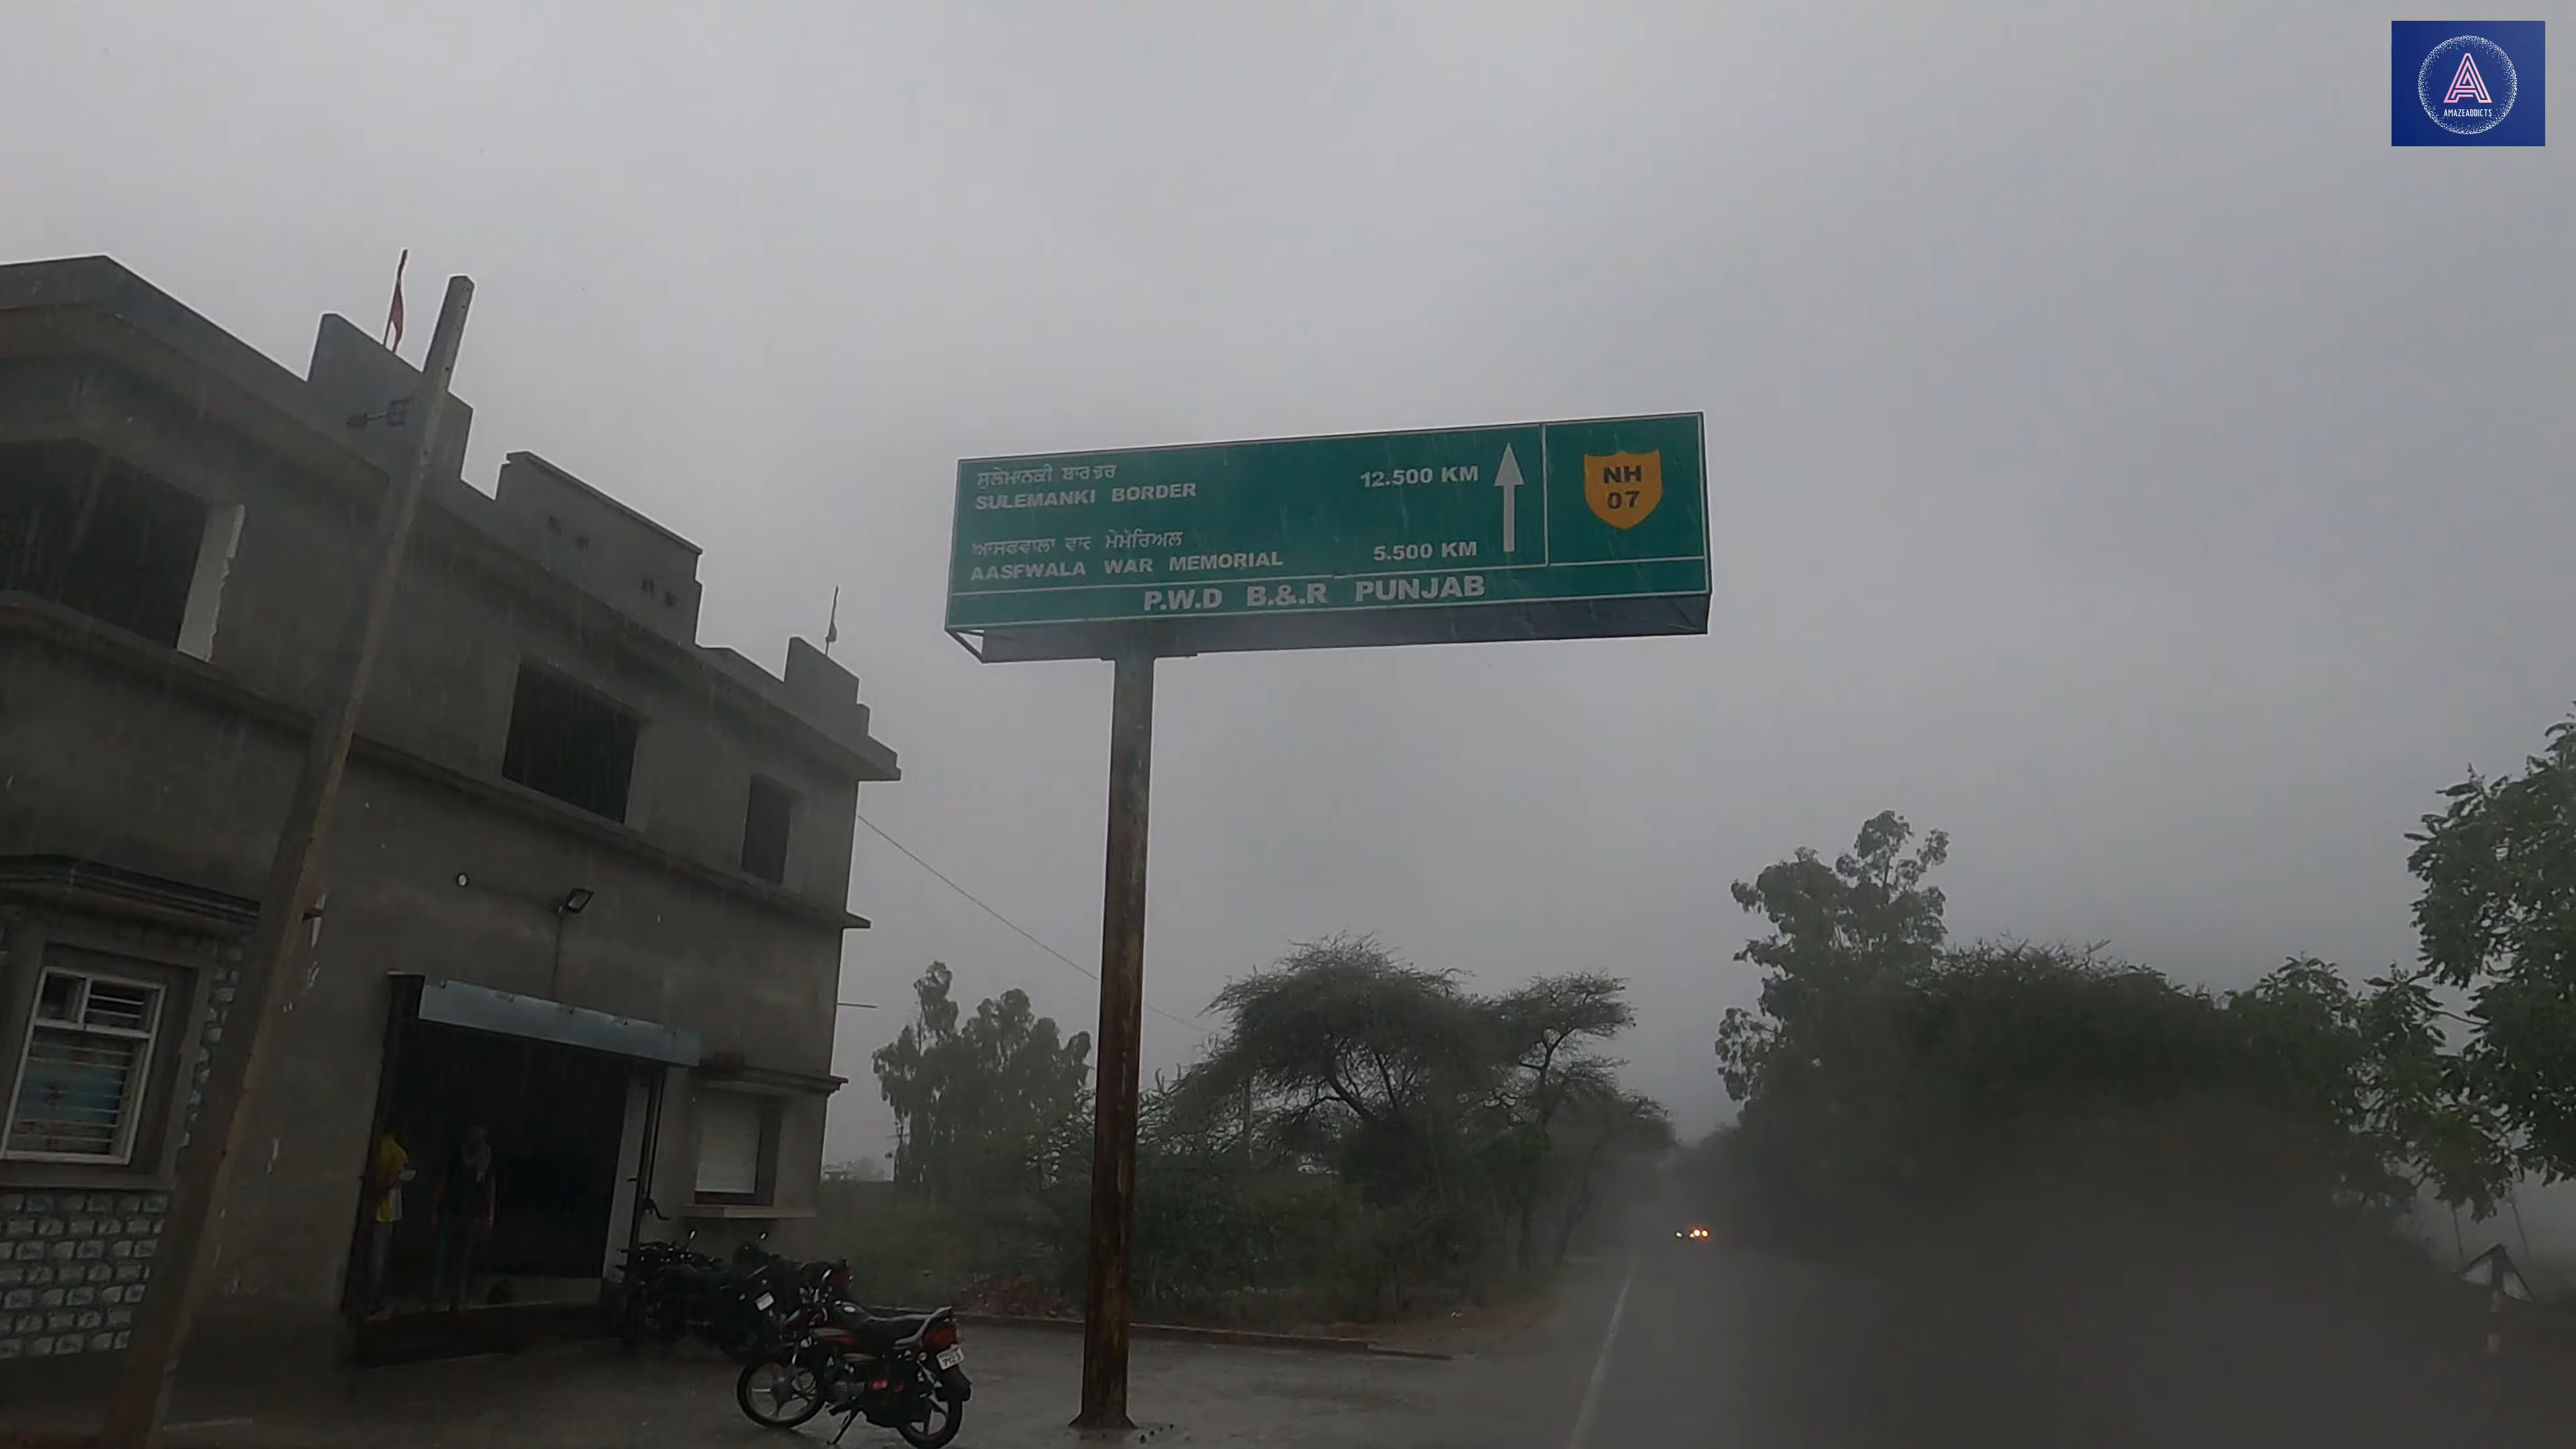 ਸੁਲੇਮਾਨਕੀ ਬਾਰਡਰ
SULEMANKI BORDER 12.500 KM
ਆਸਫਵਾਲਾ ਵਾਰ ਮੇਮੋਰਿਅਲ
AASFWALA WAR MEMORIAL 5.500 KM
P.W.D B.&.R PUNJAB
NH
07
A
AMAZEADDICTS